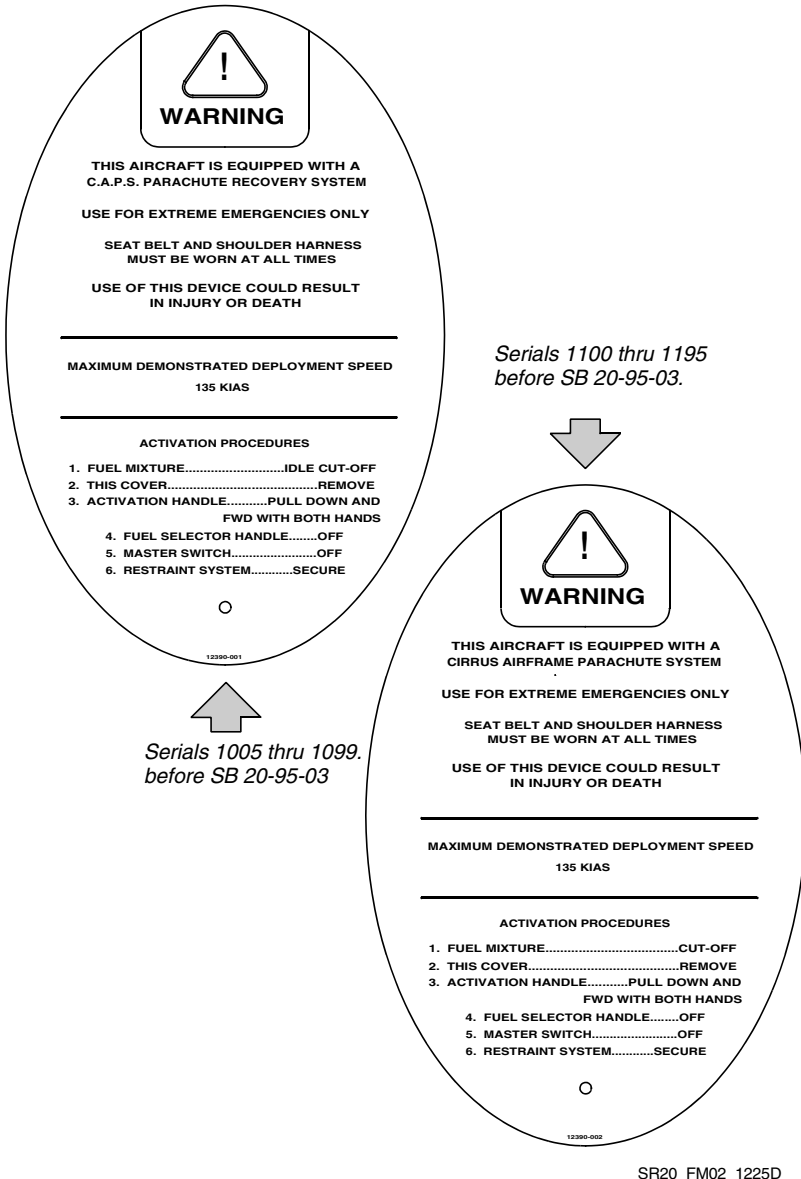 !
WARNING
THIS AIRCRAFT IS EQUIPPED WITH A
C.A.P.S. PARACHUTE RECOVERY SYSTEM
USE FOR EXTREME EMERGENCIES ONLY
SEAT BELT AND SHOULDER HARNESS
MUST BE WORN AT ALL TIMES
USE OF THIS DEVICE COULD RESULT
IN INJURY OR DEATH
MAXIMUM DEMONSTRATED DEPLOYMENT SPEED
135 KIAS
ACTIVATION PROCEDURES
1. FUEL MIXTURE...........................IDLE CUT-OFF
2. THIS COVER.........................................REMOVE
3. ACTIVATION HANDLE...........PULL DOWN AND
FWD WITH BOTH HANDS
4. FUEL SELECTOR HANDLE........OFF
5. MASTER SWITCH.......................OFF
6. RESTRAINT SYSTEM............SECURE
12390-001
Serials 1005 thru 1099.
before SB 20-95-03
Serials 1100 thru 1195
before SB 20-95-03.
!
WARNING
THIS AIRCRAFT IS EQUIPPED WITH A
CIRRUS AIRFRAME PARACHUTE SYSTEM
.
USE FOR EXTREME EMERGENCIES ONLY
SEAT BELT AND SHOULDER HARNESS
MUST BE WORN AT ALL TIMES
USE OF THIS DEVICE COULD RESULT
IN INJURY OR DEATH
MAXIMUM DEMONSTRATED DEPLOYMENT SPEED
135 KIAS
ACTIVATION PROCEDURES
1. FUEL MIXTURE....................................CUT-OFF
2. THIS COVER.........................................REMOVE
3. ACTIVATION HANDLE...........PULL DOWN AND
FWD WITH BOTH HANDS
4. FUEL SELECTOR HANDLE........OFF
5. MASTER SWITCH.......................OFF
6. RESTRAINT SYSTEM............SECURE
12390-002
SR20_FM02_1225D